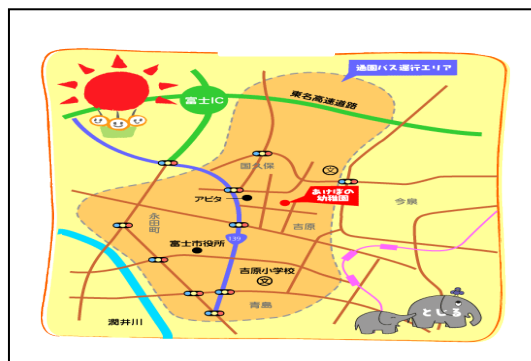 通園バス運行エリア
東名高速道路
富士IC
国久保
文
アピタ
あけぼの
幼稚園
今泉
永田町
吉原
139
富士市役所
吉原小学校
文
青島
潤井川
としる